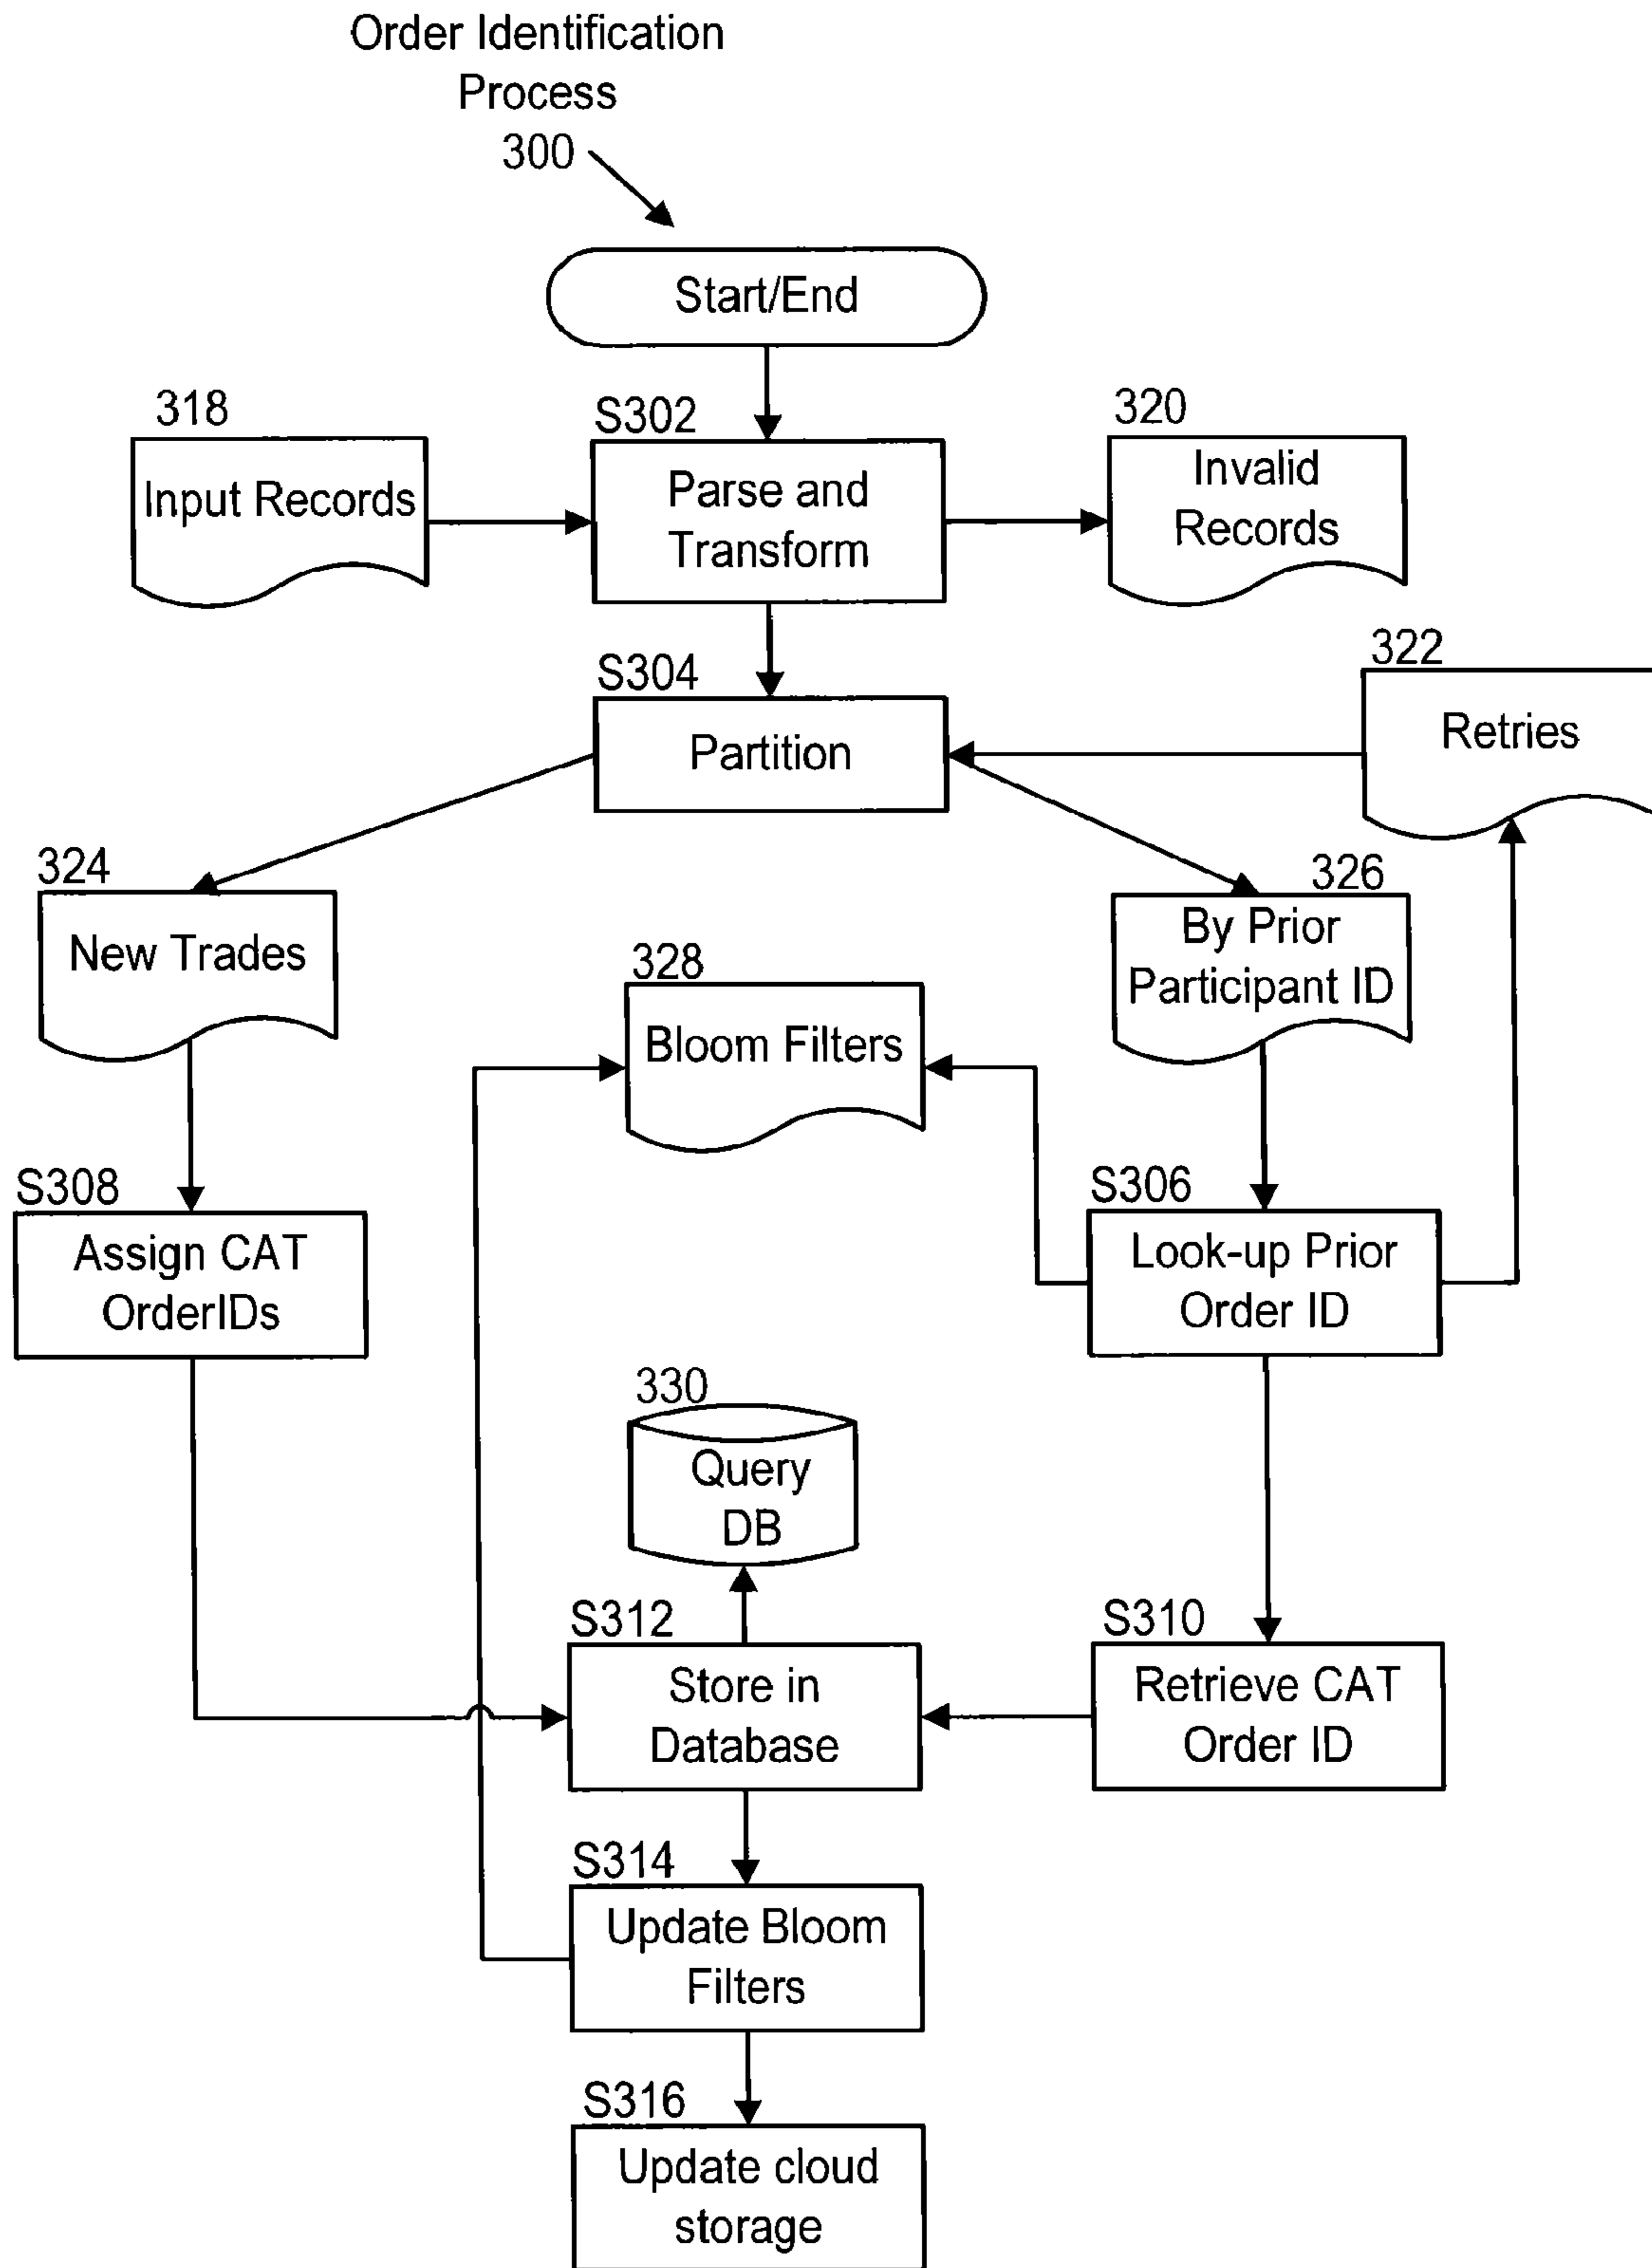 Order Identification
Process
300
Start/End
318
S302
320
Input Records
Parse and
Transform
Invalid
Records
S304
322
Partition
Retries
324
326
New Trades
By Prior
Participant ID
328
Bloom Filters
S308
S306
Assign CAT
OrderIDs
Look-up Prior
Order ID
330
Query
DB
S312
S310
Store in
Database
Retrieve CAT
Order ID
S314
Update Bloom
Filters
S316
Update cloud
storage